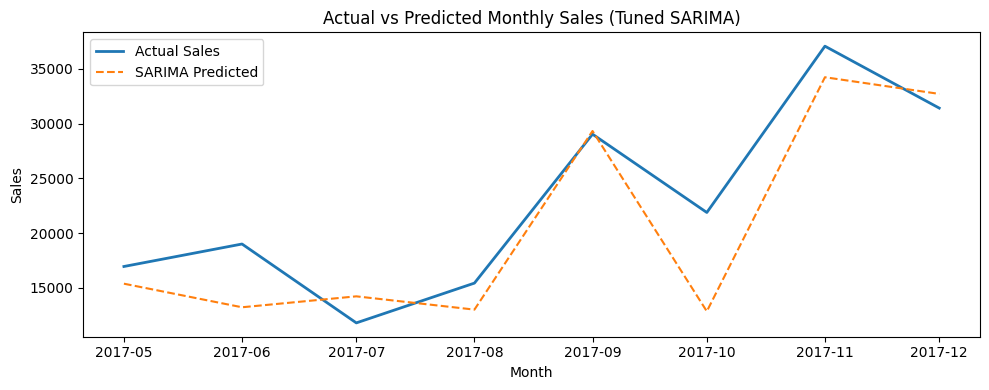 Actual vs Predicted Monthly Sales (Tuned SARIMA)
Actual Sales
SARIMA Predicted
35000
30000
25000
20000
15000
Sales
2017-05 2017-06 2017-07 2017-08 2017-09 2017-10 2017-11 2017-12
Month